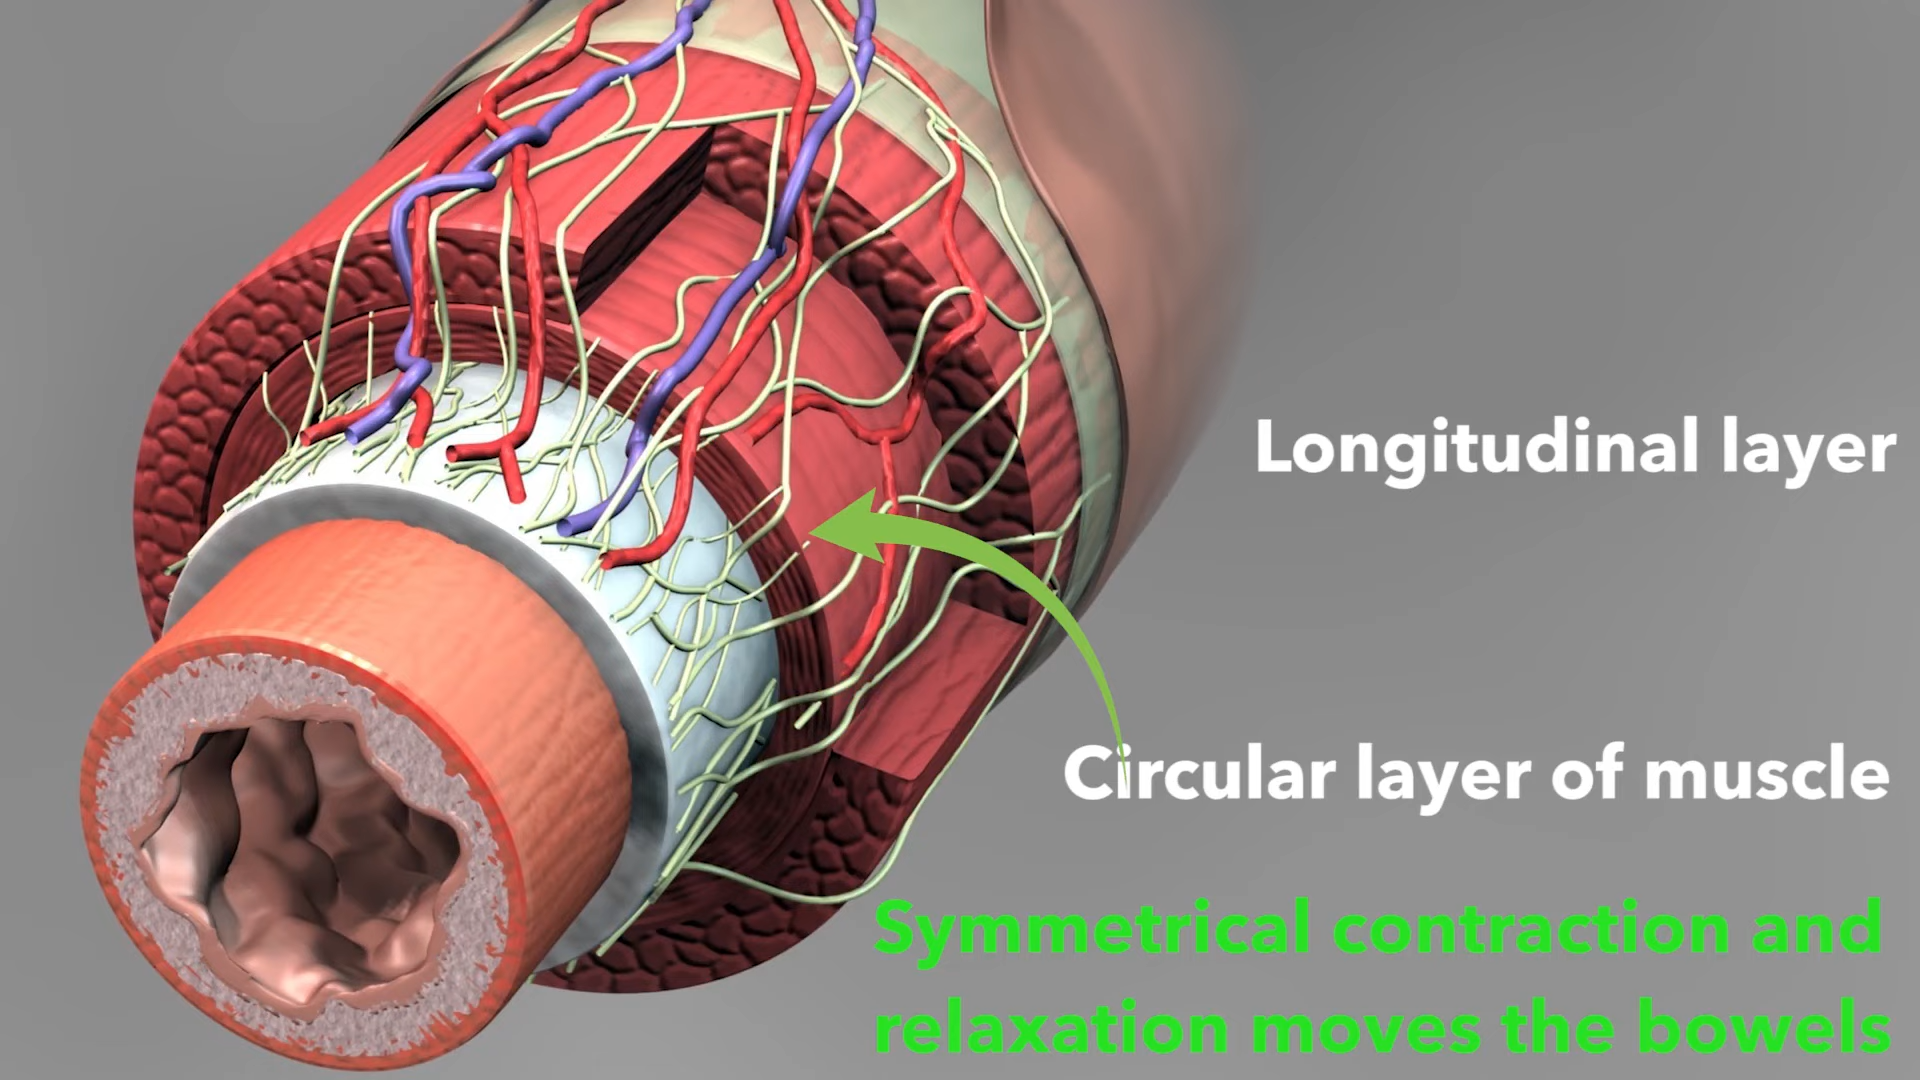 Longitudinal layer
Circular layer of muscle
Symmetrical contraction and
relaxation moves the bowels